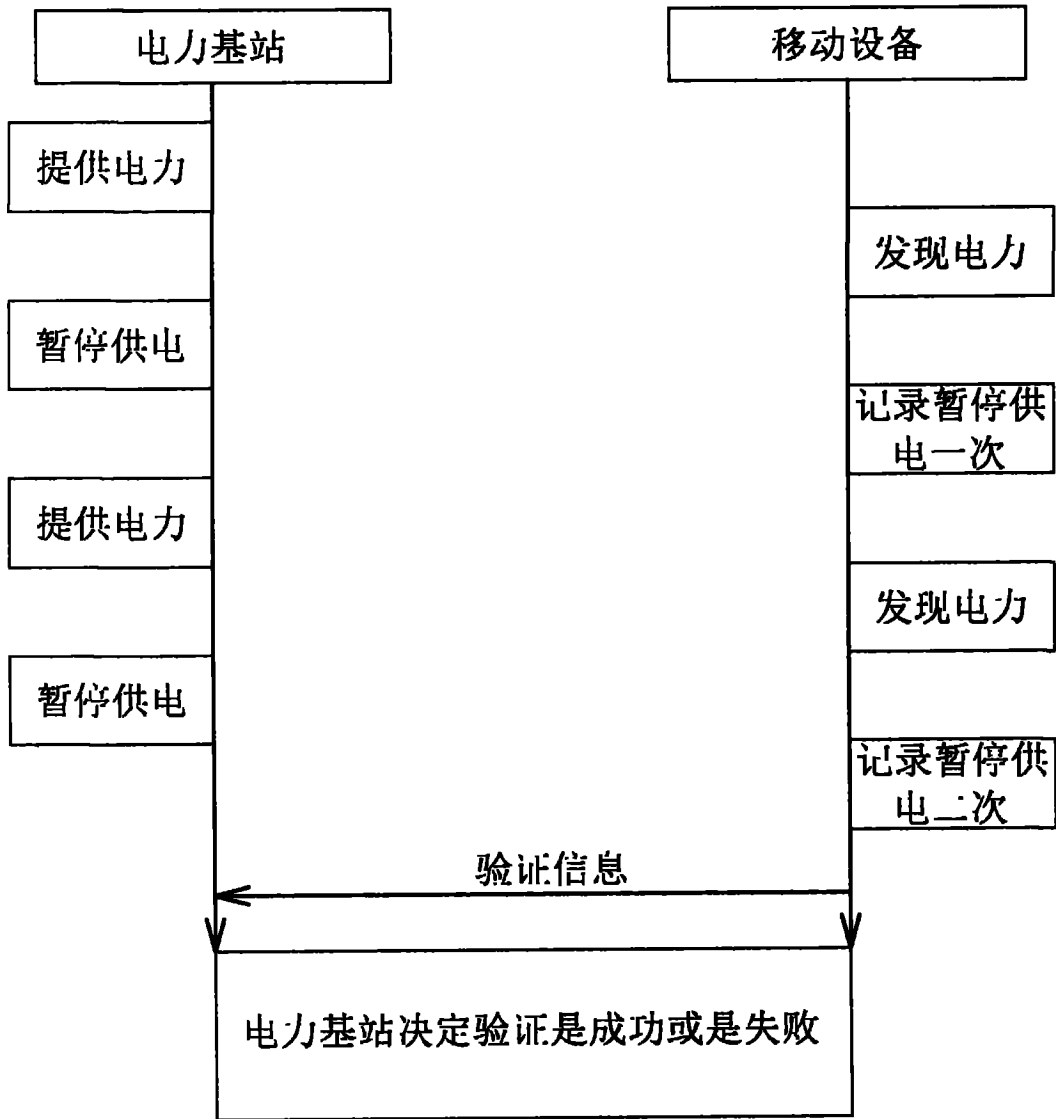 电力基站
移动设备
提供电力
发现电力
暂停供电
记录暂停供
电一次
提供电力
发现电力
暂停供电
记录暂停供
电二次
验证信息
电力基站决定验证是成功或是失败